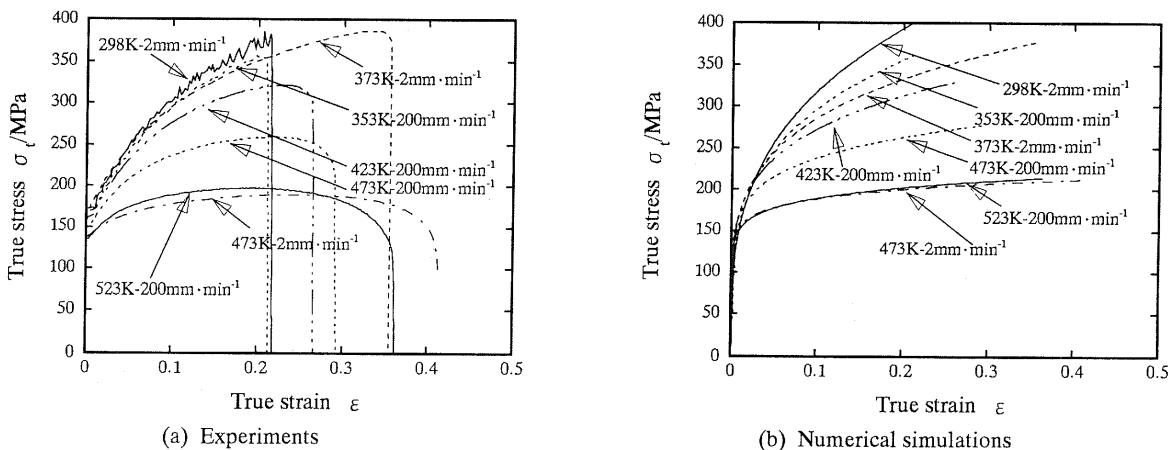 True stress σt/MPa
400
350
300
250
200
150
100
50
0
0
0.1
0.2
0.3
0.4
0.5
298K-2mm·min-1
373K-2mm·min-1
353K-200mm·min-1
423K-200mm·min-1
473K-200mm·min-1
473K-2mm·min-1
523K-200mm·min-1
True strain ε
(a) Experiments
True stress σt/MPa
400
350
300
250
200
150
100
50
0
0
0.1
0.2
0.3
0.4
0.5
298K-2mm·min-1
353K-200mm·min-1
373K-2mm·min-1
473K-200mm·min-1
423K-200mm·min-1
523K-200mm·min-1
473K-2mm·min-1
True strain ε
(b) Numerical simulations